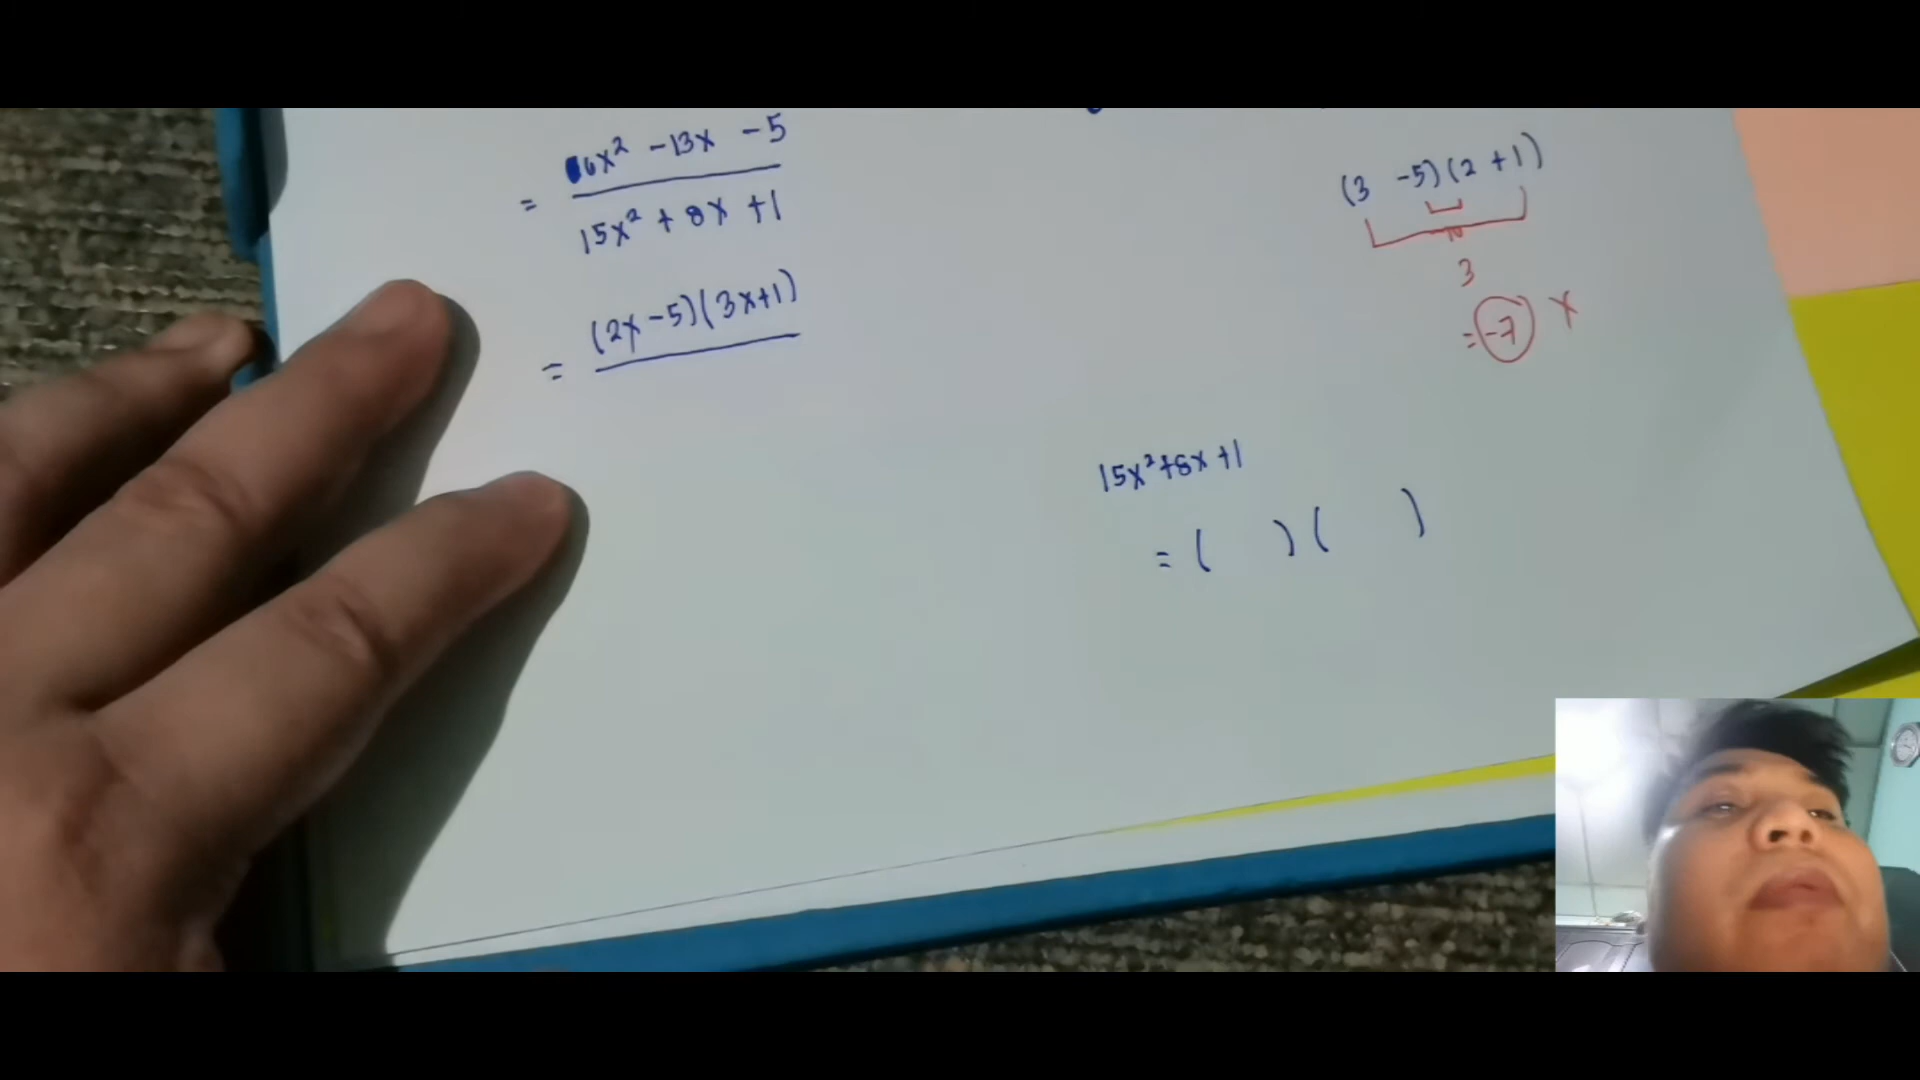 6x² -13x -5
=
15x² + 8x +1
(2x-5)(3x+1)
=
(3 -5)(2 +1)
3
= -7 x
15x²+8x+1
= ( ) ( )